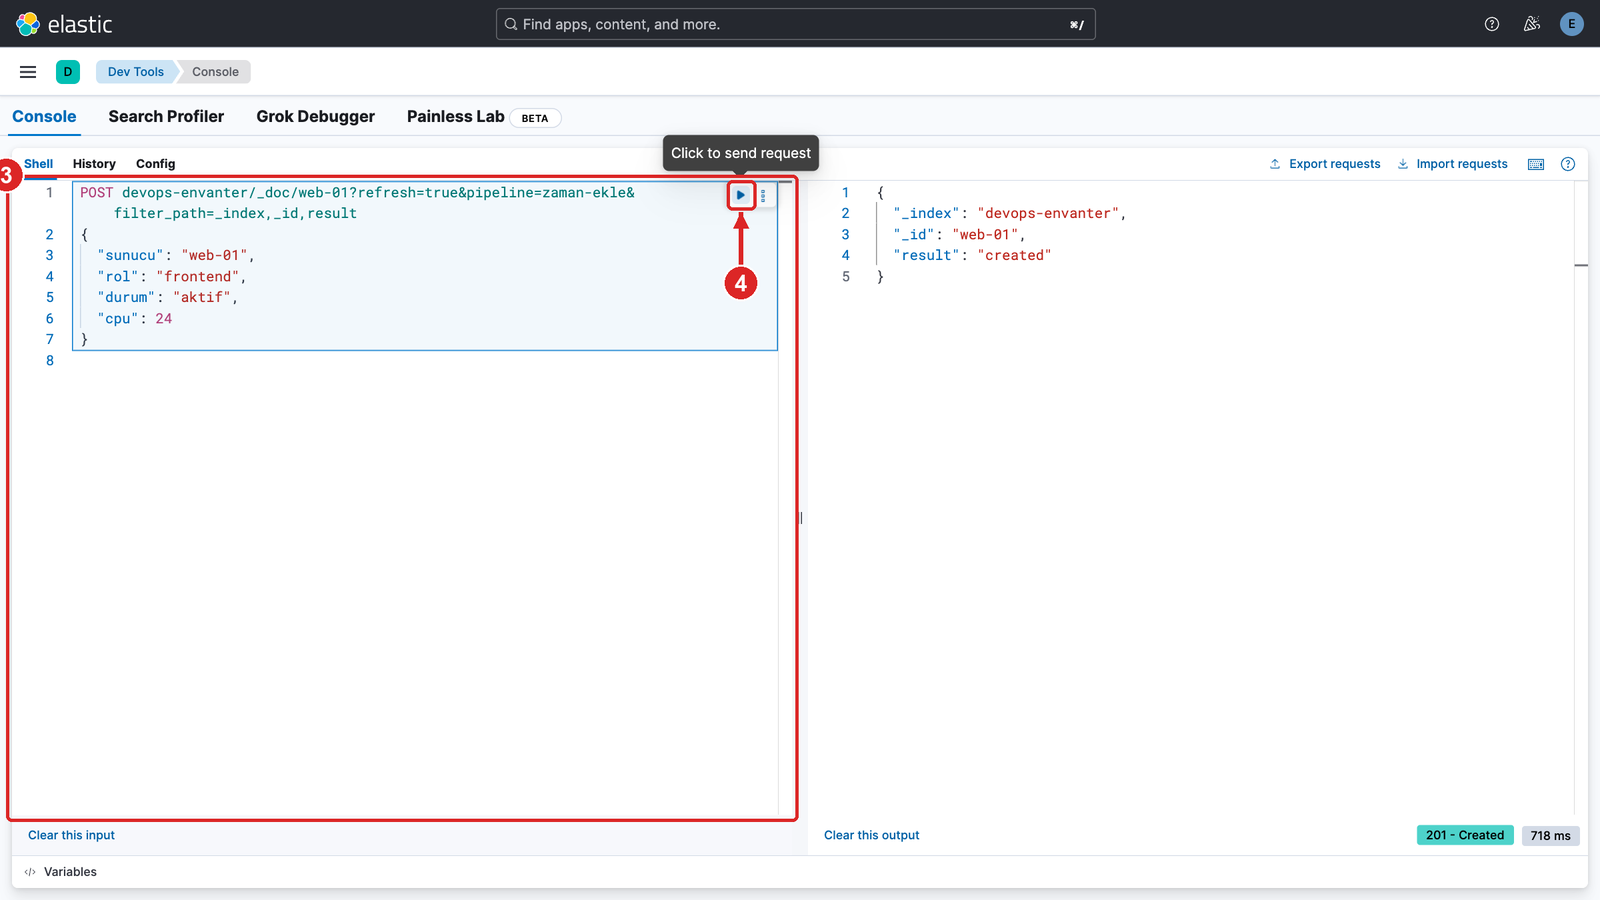 elastic
Find apps, content, and more.
⌘/
E
D
Dev Tools
Console
Console
Search Profiler
Grok Debugger
Painless Lab
BETA
Click to send request
3
Shell
History
Config
Export requests
Import requests
1 POST devops-envanter/_doc/web-01?refresh=true&pipeline=zaman-ekle&
filter_path=_index,_id,result
2 {
3 "sunucu": "web-01",
4 "rol": "frontend",
5 "durum": "aktif",
6 "cpu": 24
7 }
8
4
1 {
2 "_index": "devops-envanter",
3 "_id": "web-01",
4 "result": "created"
5 }
Clear this input
Clear this output
201 - Created
718 ms
</> Variables